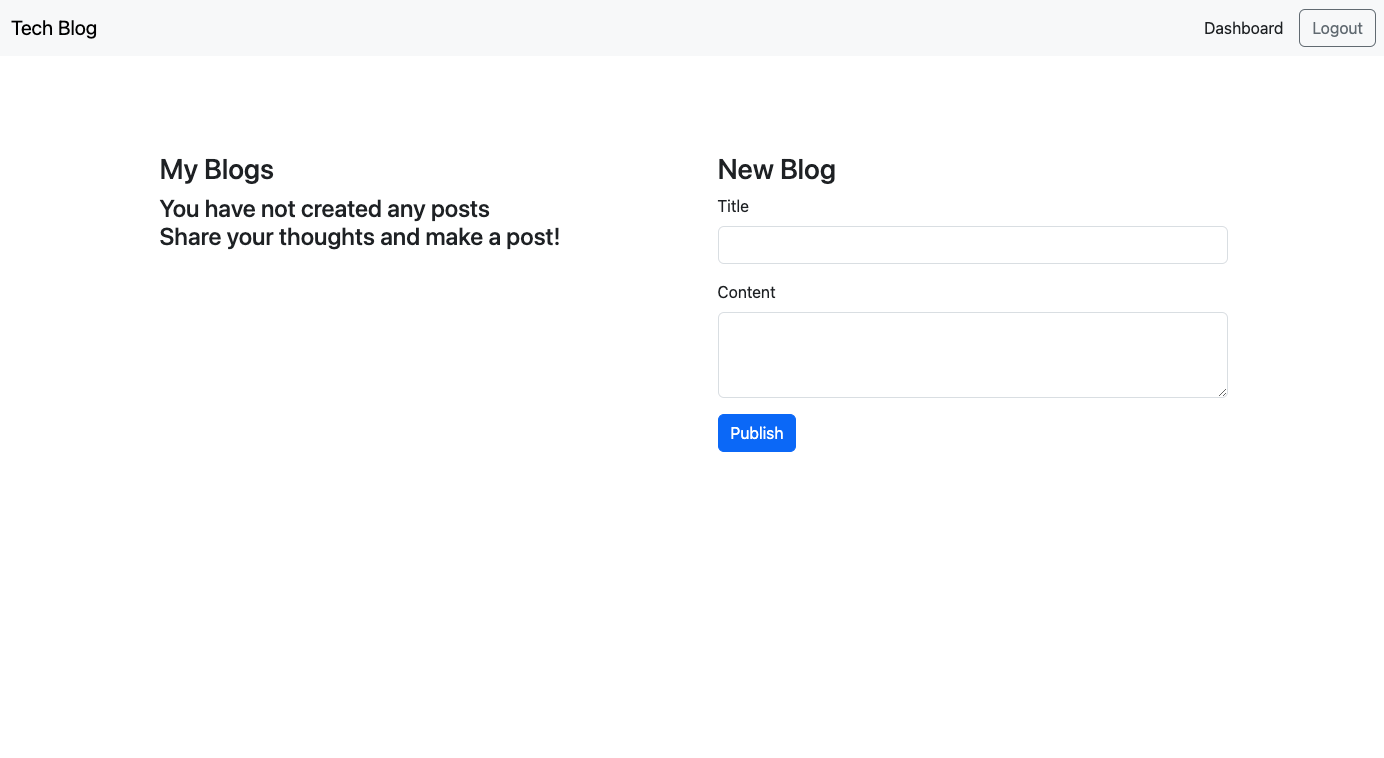 Tech Blog
Dashboard
Logout
My Blogs
You have not created any posts
Share your thoughts and make a post!
New Blog
Title
Content
Publish